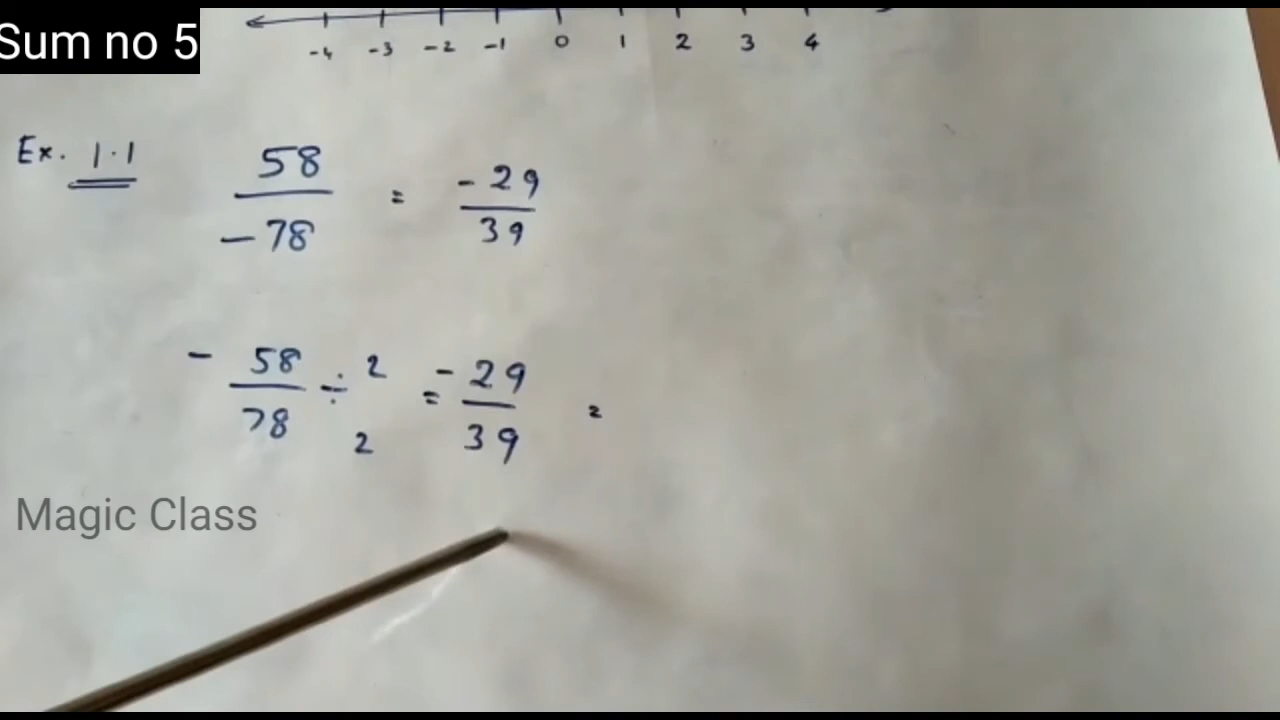 Sum no 5
-4 -3 -2 -1 0 1 2 3 4
Ex. 1.1
58/-78 = -29/39
-58/78 ÷ 2/2 = -29/39 =
Magic Class